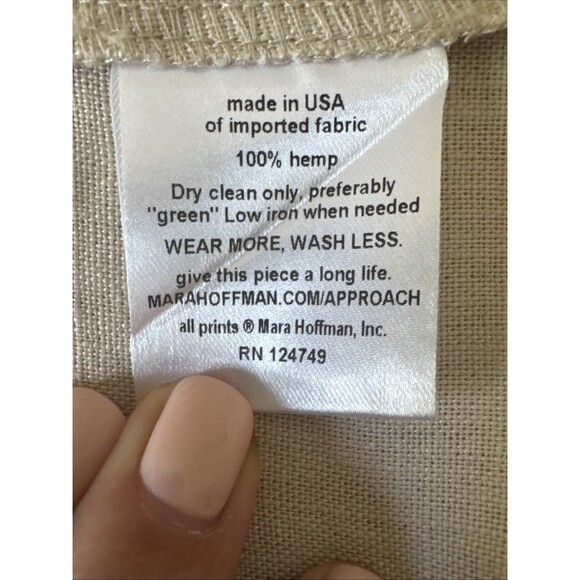 made in USA
of imported fabric
100% hemp
Dry clean only, preferably
"green" Low iron when needed
WEAR MORE, WASH LESS.
give this piece a long life.
MARAHOFFMAN.COM/APPROACH
all prints ® Mara Hoffman, Inc.
RN 124749